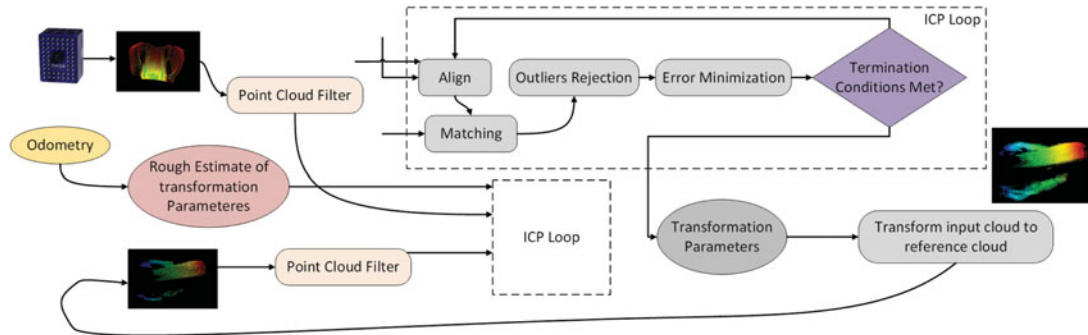 ICP Loop
Align
Outliers Rejection
Error Minimization
Termination
Conditions Met?
Point Cloud Filter
Matching
Odometry
Rough Estimate of
transformation
Parameteres
ICP Loop
Transformation
Parameters
Transform input cloud to
reference cloud
Point Cloud Filter